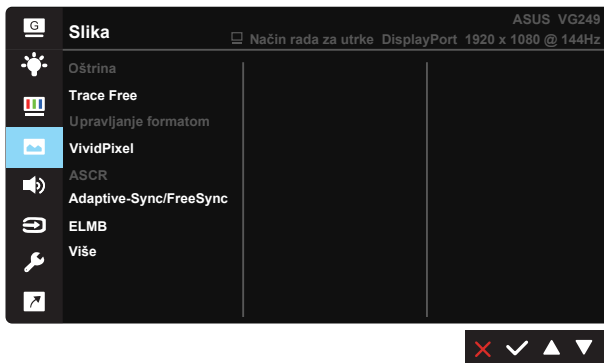 G
Slika
ASUS VG249
Način rada za utrke DisplayPort 1920 x 1080 @ 144Hz
Oštrina
Trace Free
Upravljanje formatom
VividPixel
ASCR
Adaptive-Sync/FreeSync
ELMB
Više